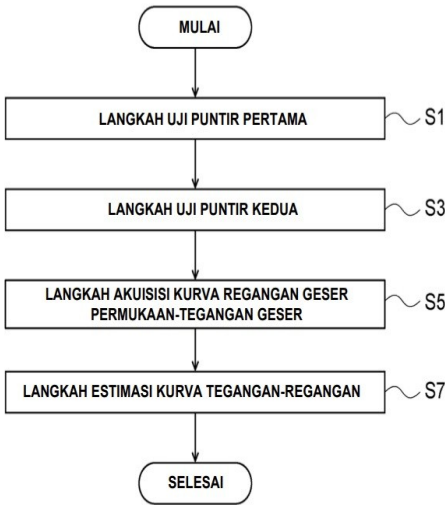 MULAI
LANGKAH UJI PUNTIR PERTAMA
S1
LANGKAH UJI PUNTIR KEDUA
S3
LANGKAH AKUISISI KURVA REGANGAN GESER
PERMUKAAN-TEGANGAN GESER
S5
LANGKAH ESTIMASI KURVA TEGANGAN-REGANGAN
S7
SELESAI